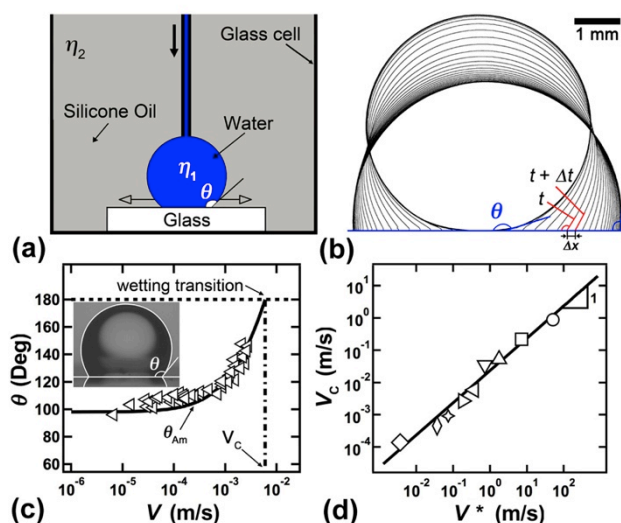 η2
Glass cell
Silicone Oil
Water
η1
θ
Glass
(a)
1 mm
t + Δt
t
θ
Δx
(b)
wetting transition
180
160
140
120
100
80
60
θ (Deg)
θ
θAm
VC
10-6
10-5
10-4
10-3
10-2
V (m/s)
(c)
102
101
100
10-1
10-2
10-3
10-4
VC (m/s)
1
10-2
100
102
V * (m/s)
(d)